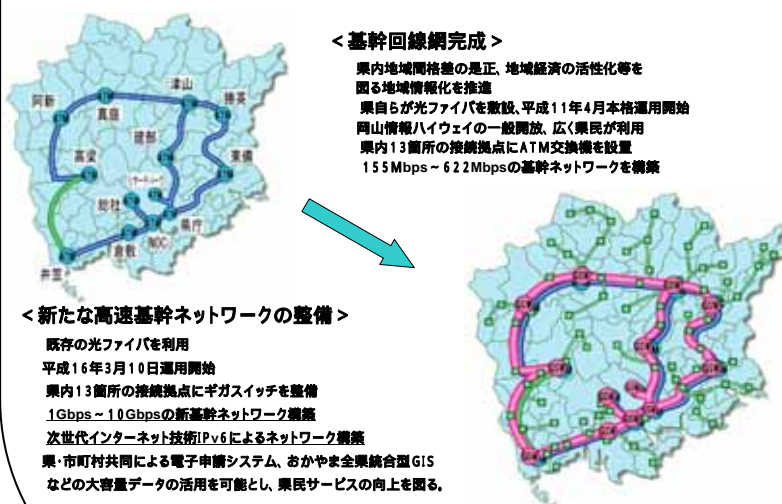 <基幹回線網完成>
県内地域間格差の是正、地域経済の活性化等を
図る地域情報化を推進
県自らが光ファイバを敷設、平成11年4月本格運用開始
岡山情報ハイウェイの一般開放、広く県民が利用
県内13箇所の接続拠点にATM交換機を設置
155Mbps~622Mbpsの基幹ネットワークを構築
阿新
真庭
津山
勝英
建部
高梁
東備
総社
県庁
倉敷
NOC
井笠
<新たな高速基幹ネットワークの整備>
既存の光ファイバを利用
平成16年3月10日運用開始
県内13箇所の接続拠点にギガスイッチを整備
1Gbps~10Gbpsの新基幹ネットワーク構築
次世代インターネット技術IPv6によるネットワーク構築
県・市町村共同による電子申請システム、おかやま全県統合型GIS
などの大容量データの活用を可能とし、県民サービスの向上を図る。